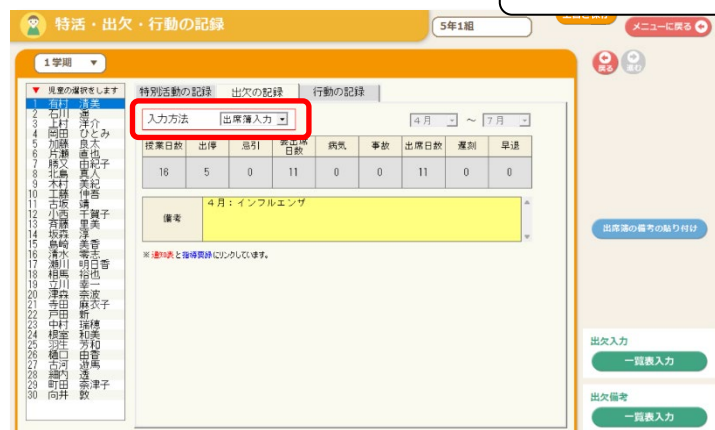 特活・出欠・行動の記録
5年1組
メニューに戻る
1学期
戻る
▼ 児童の選択をします
特別活動の記録 出欠の記録 行動の記録
入力方法 出席簿入力
4月 ～ 7月
授業日数 出停 忌引 要出席日数 病気 事故 出席日数 遅刻 早退
16 5 0 11 0 0 11 0 0
備考
4月：インフルエンザ
※通知表と指導要録にリンクしています。
出席簿の備考の貼り付け
1 有村 清美
2 石川 
3 上村 洋介
4 岡田 ひとみ
5 加藤 良太
6 片瀬 直也
7 勝又 由紀子
8 北島 真人
9 木村 美紀
10 工藤 伸吾
11 古坂 靖
12 小西 千賀子
13 斉藤 里美
14 坂森 淳
15 島崎 美香
16 清水 零志
17 瀬川 明日香
18 相馬 裕也
19 立川 幸一
20 津森 奈波
21 寺田 麻衣子
22 戸田 新
23 中村 瑞穂
24 根室 和美
25 羽生 芳和
26 樋口 由香
27 古河 遊馬
28 細内 透
29 町田 奈津子
30 向井 敦
出欠入力
一覧表入力
出欠備考
一覧表入力